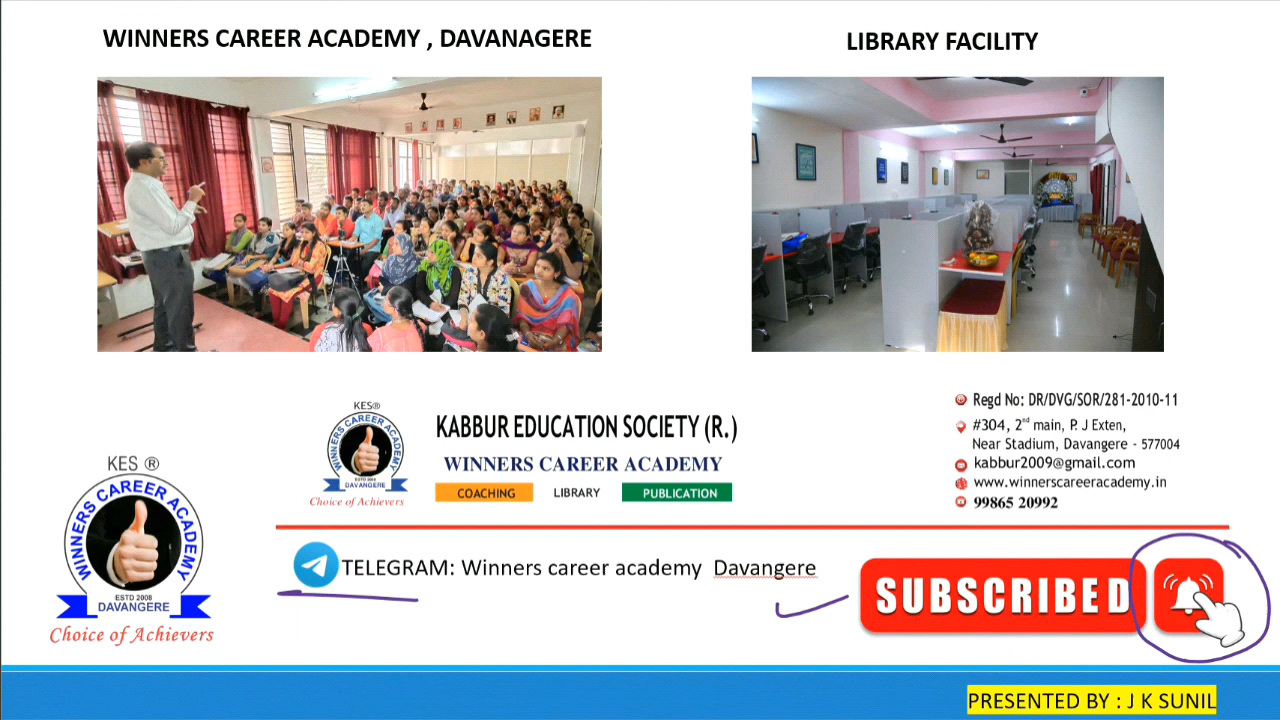 WINNERS CAREER ACADEMY , DAVANAGERE
LIBRARY FACILITY
KES®
WINNERS CAREER ACADEMY
ESTD 2008
DAVANGERE
Choice of Achievers
KABBUR EDUCATION SOCIETY (R.)
WINNERS CAREER ACADEMY
COACHING LIBRARY PUBLICATION
Regd No: DR/DVG/SOR/281-2010-11
#304, 2nd main, P. J Exten,
Near Stadium, Davangere - 577004
kabbur2009@gmail.com
www.winnerscareeracademy.in
99865 20992
KES ®
WINNERS CAREER ACADEMY
ESTD 2008
DAVANGERE
Choice of Achievers
TELEGRAM: Winners career academy Davangere
SUBSCRIBED
PRESENTED BY : J K SUNIL